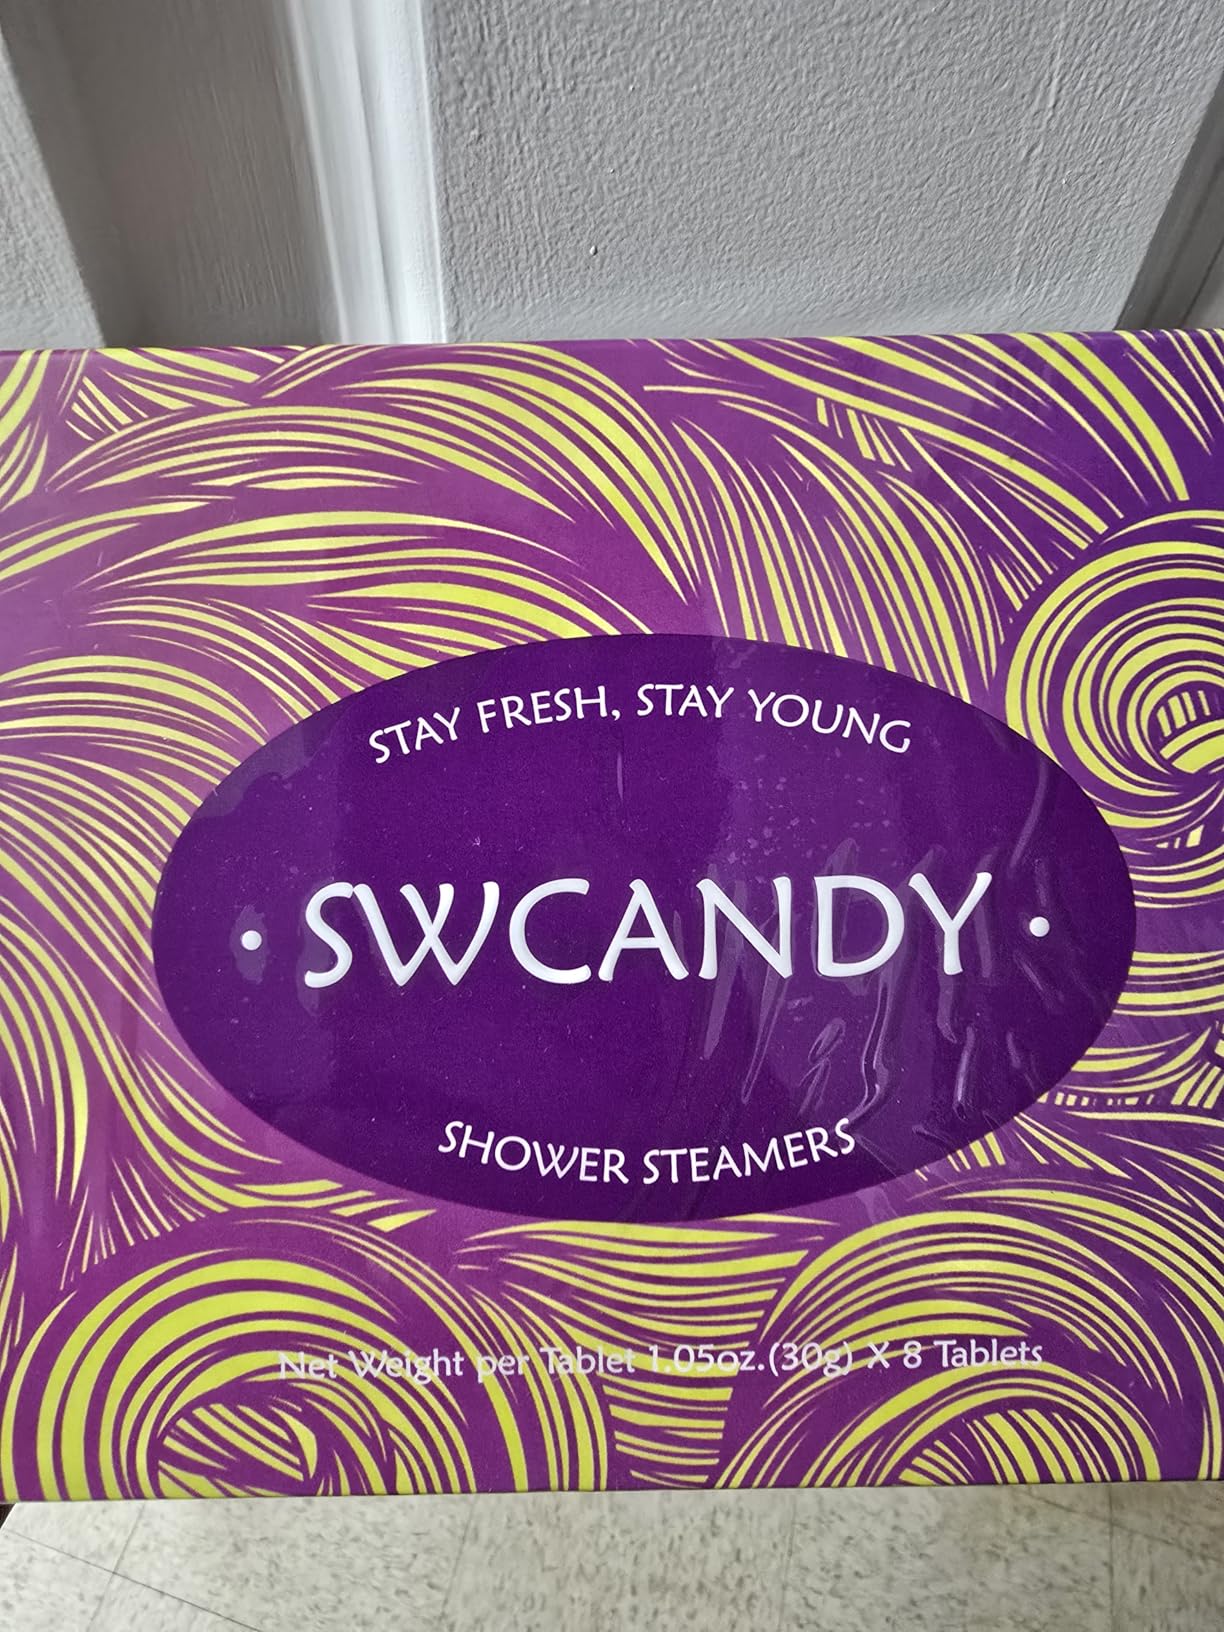 STAY FRESH, STAY YOUNG
• SWCANDY •
SHOWER STEAMERS
Net Weight per Tablet 1.05oz.(30g) X 8 Tablets